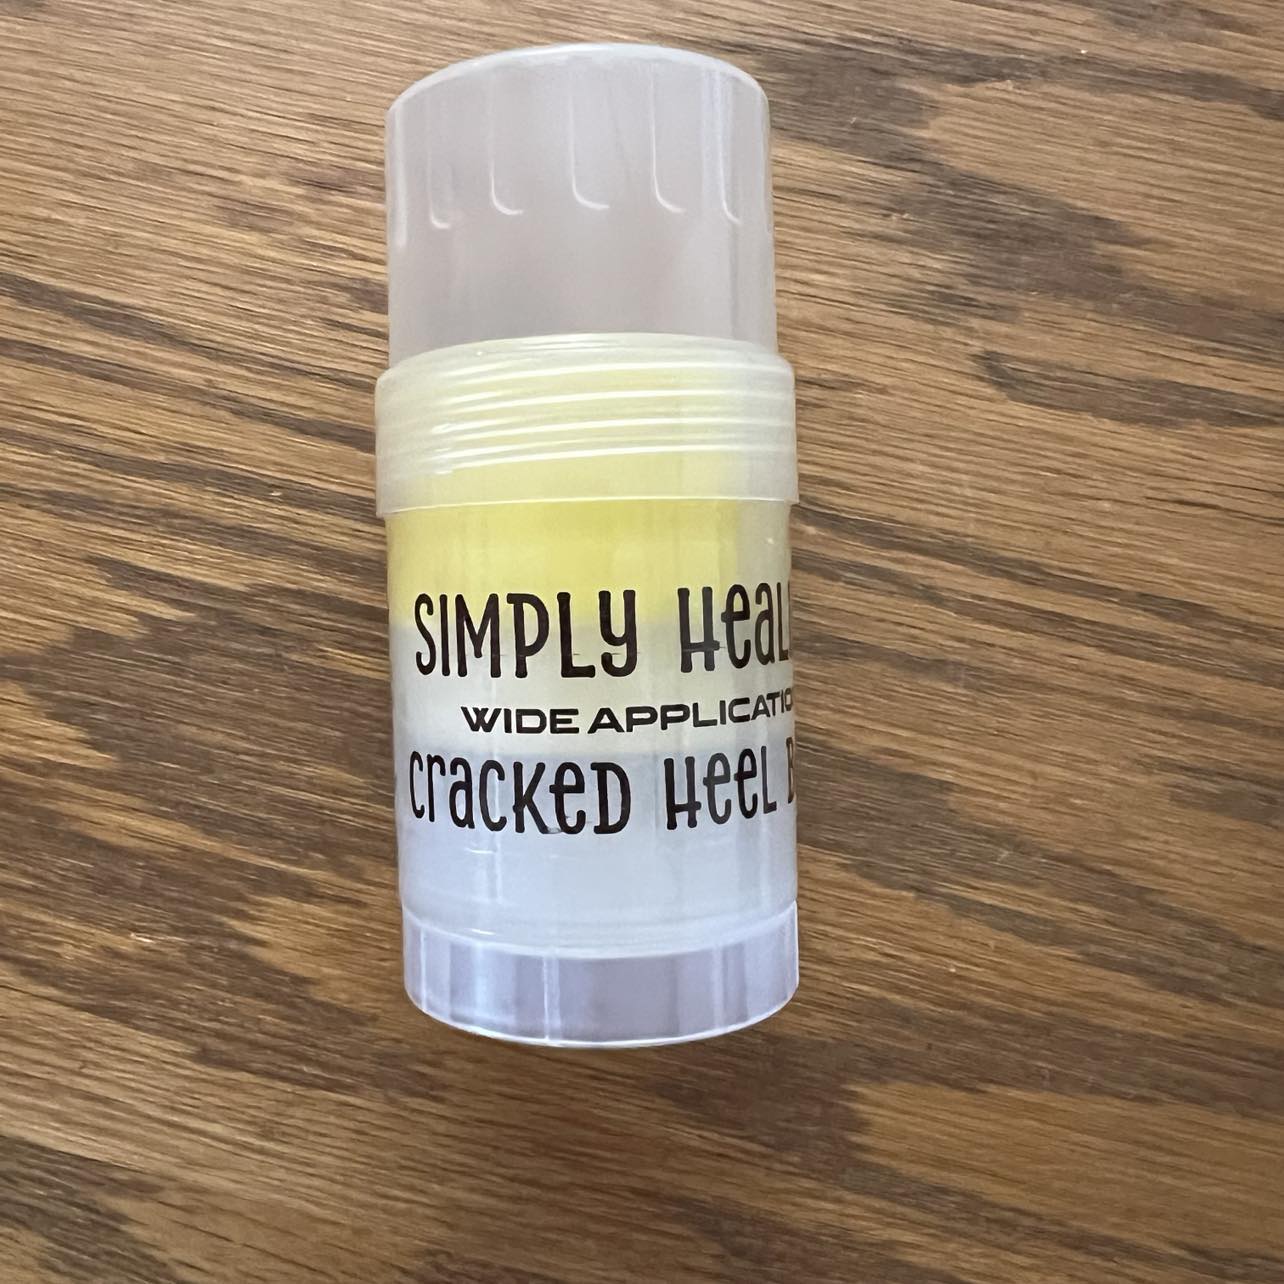 SIMPLY Heal
WIDE APPLICATIO
CracKeD Heel B